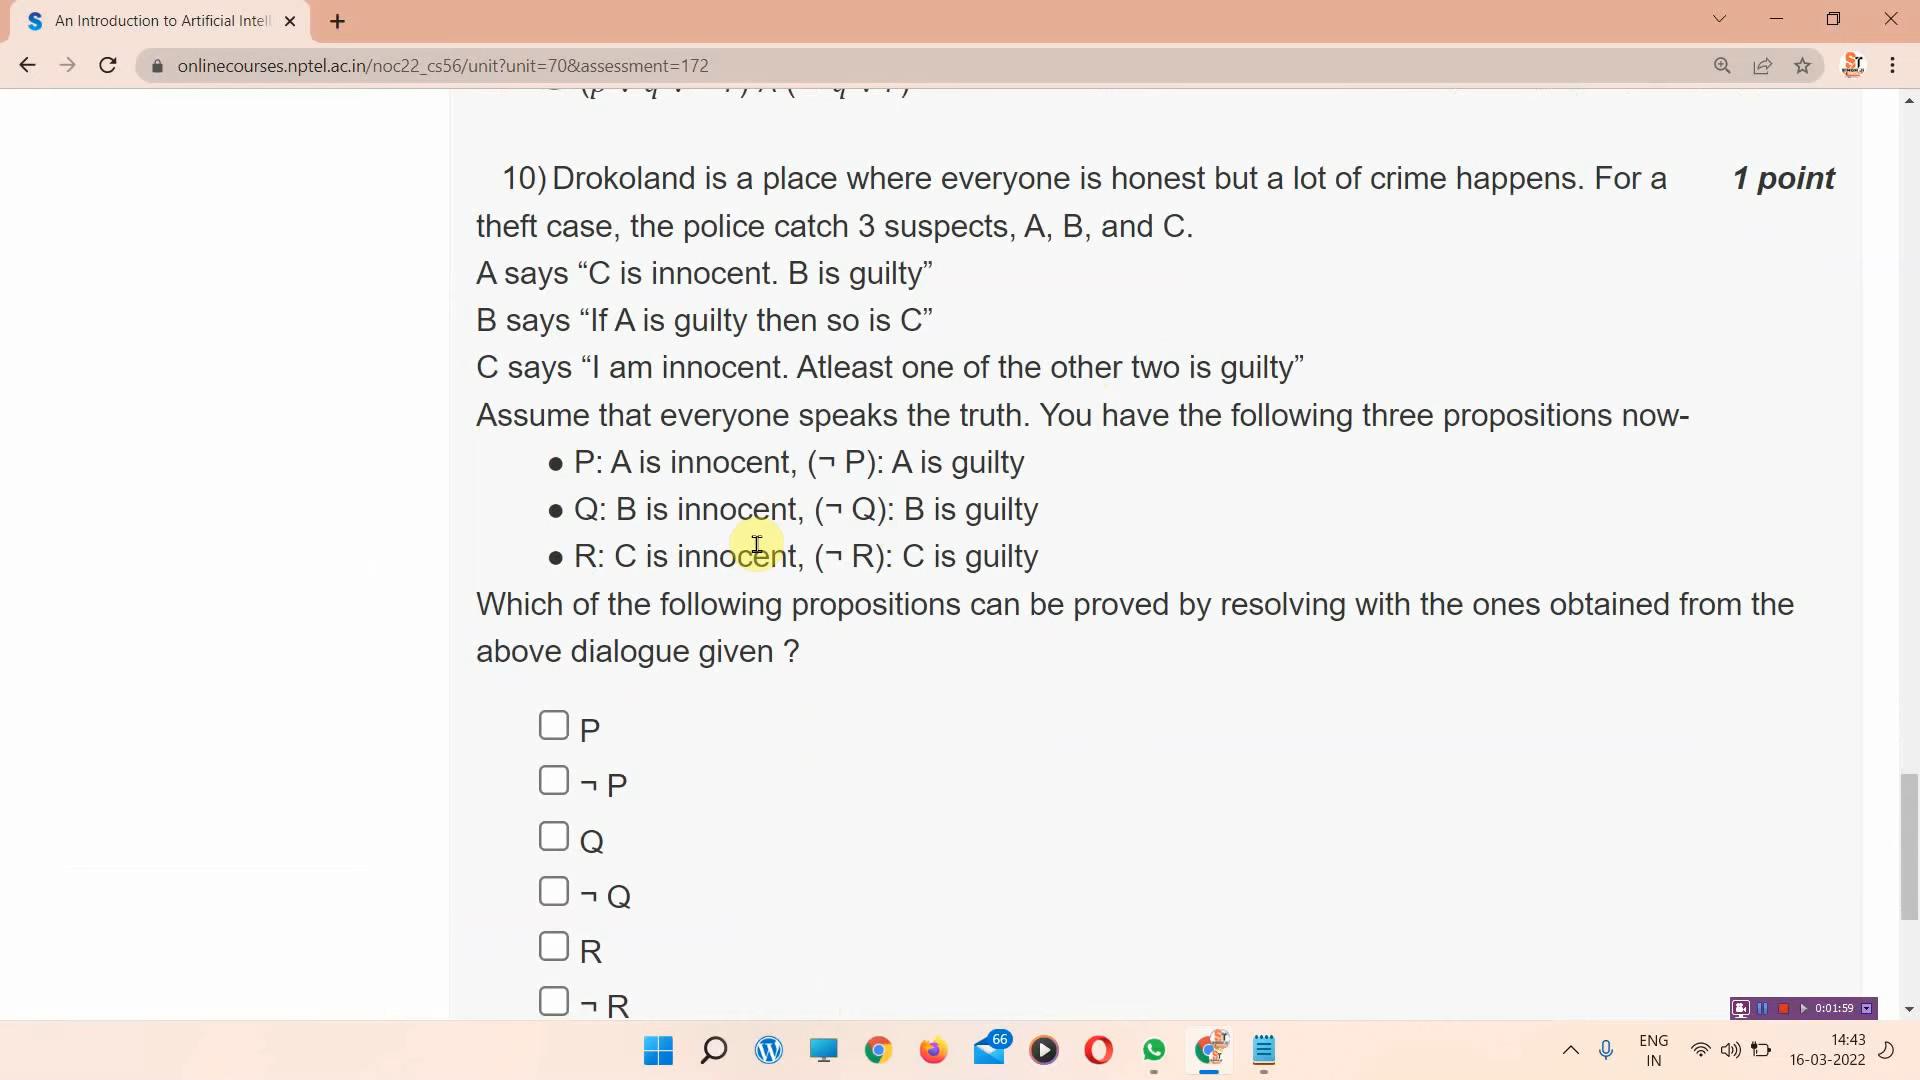 An Introduction to Artificial Intell
onlinecourses.nptel.ac.in/noc22_cs56/unit?unit=70&assessment=172
10) Drokoland is a place where everyone is honest but a lot of crime happens. For a
1 point
theft case, the police catch 3 suspects, A, B, and C.
A says “C is innocent. B is guilty”
B says “If A is guilty then so is C”
C says “I am innocent. Atleast one of the other two is guilty”
Assume that everyone speaks the truth. You have the following three propositions now-
● P: A is innocent, (¬ P): A is guilty
● Q: B is innocent, (¬ Q): B is guilty
● R: C is innocent, (¬ R): C is guilty
Which of the following propositions can be proved by resolving with the ones obtained from the
above dialogue given ?
P
¬ P
Q
¬ Q
R
¬ R
0:01:59
66
ENG
IN
14:43
16-03-2022